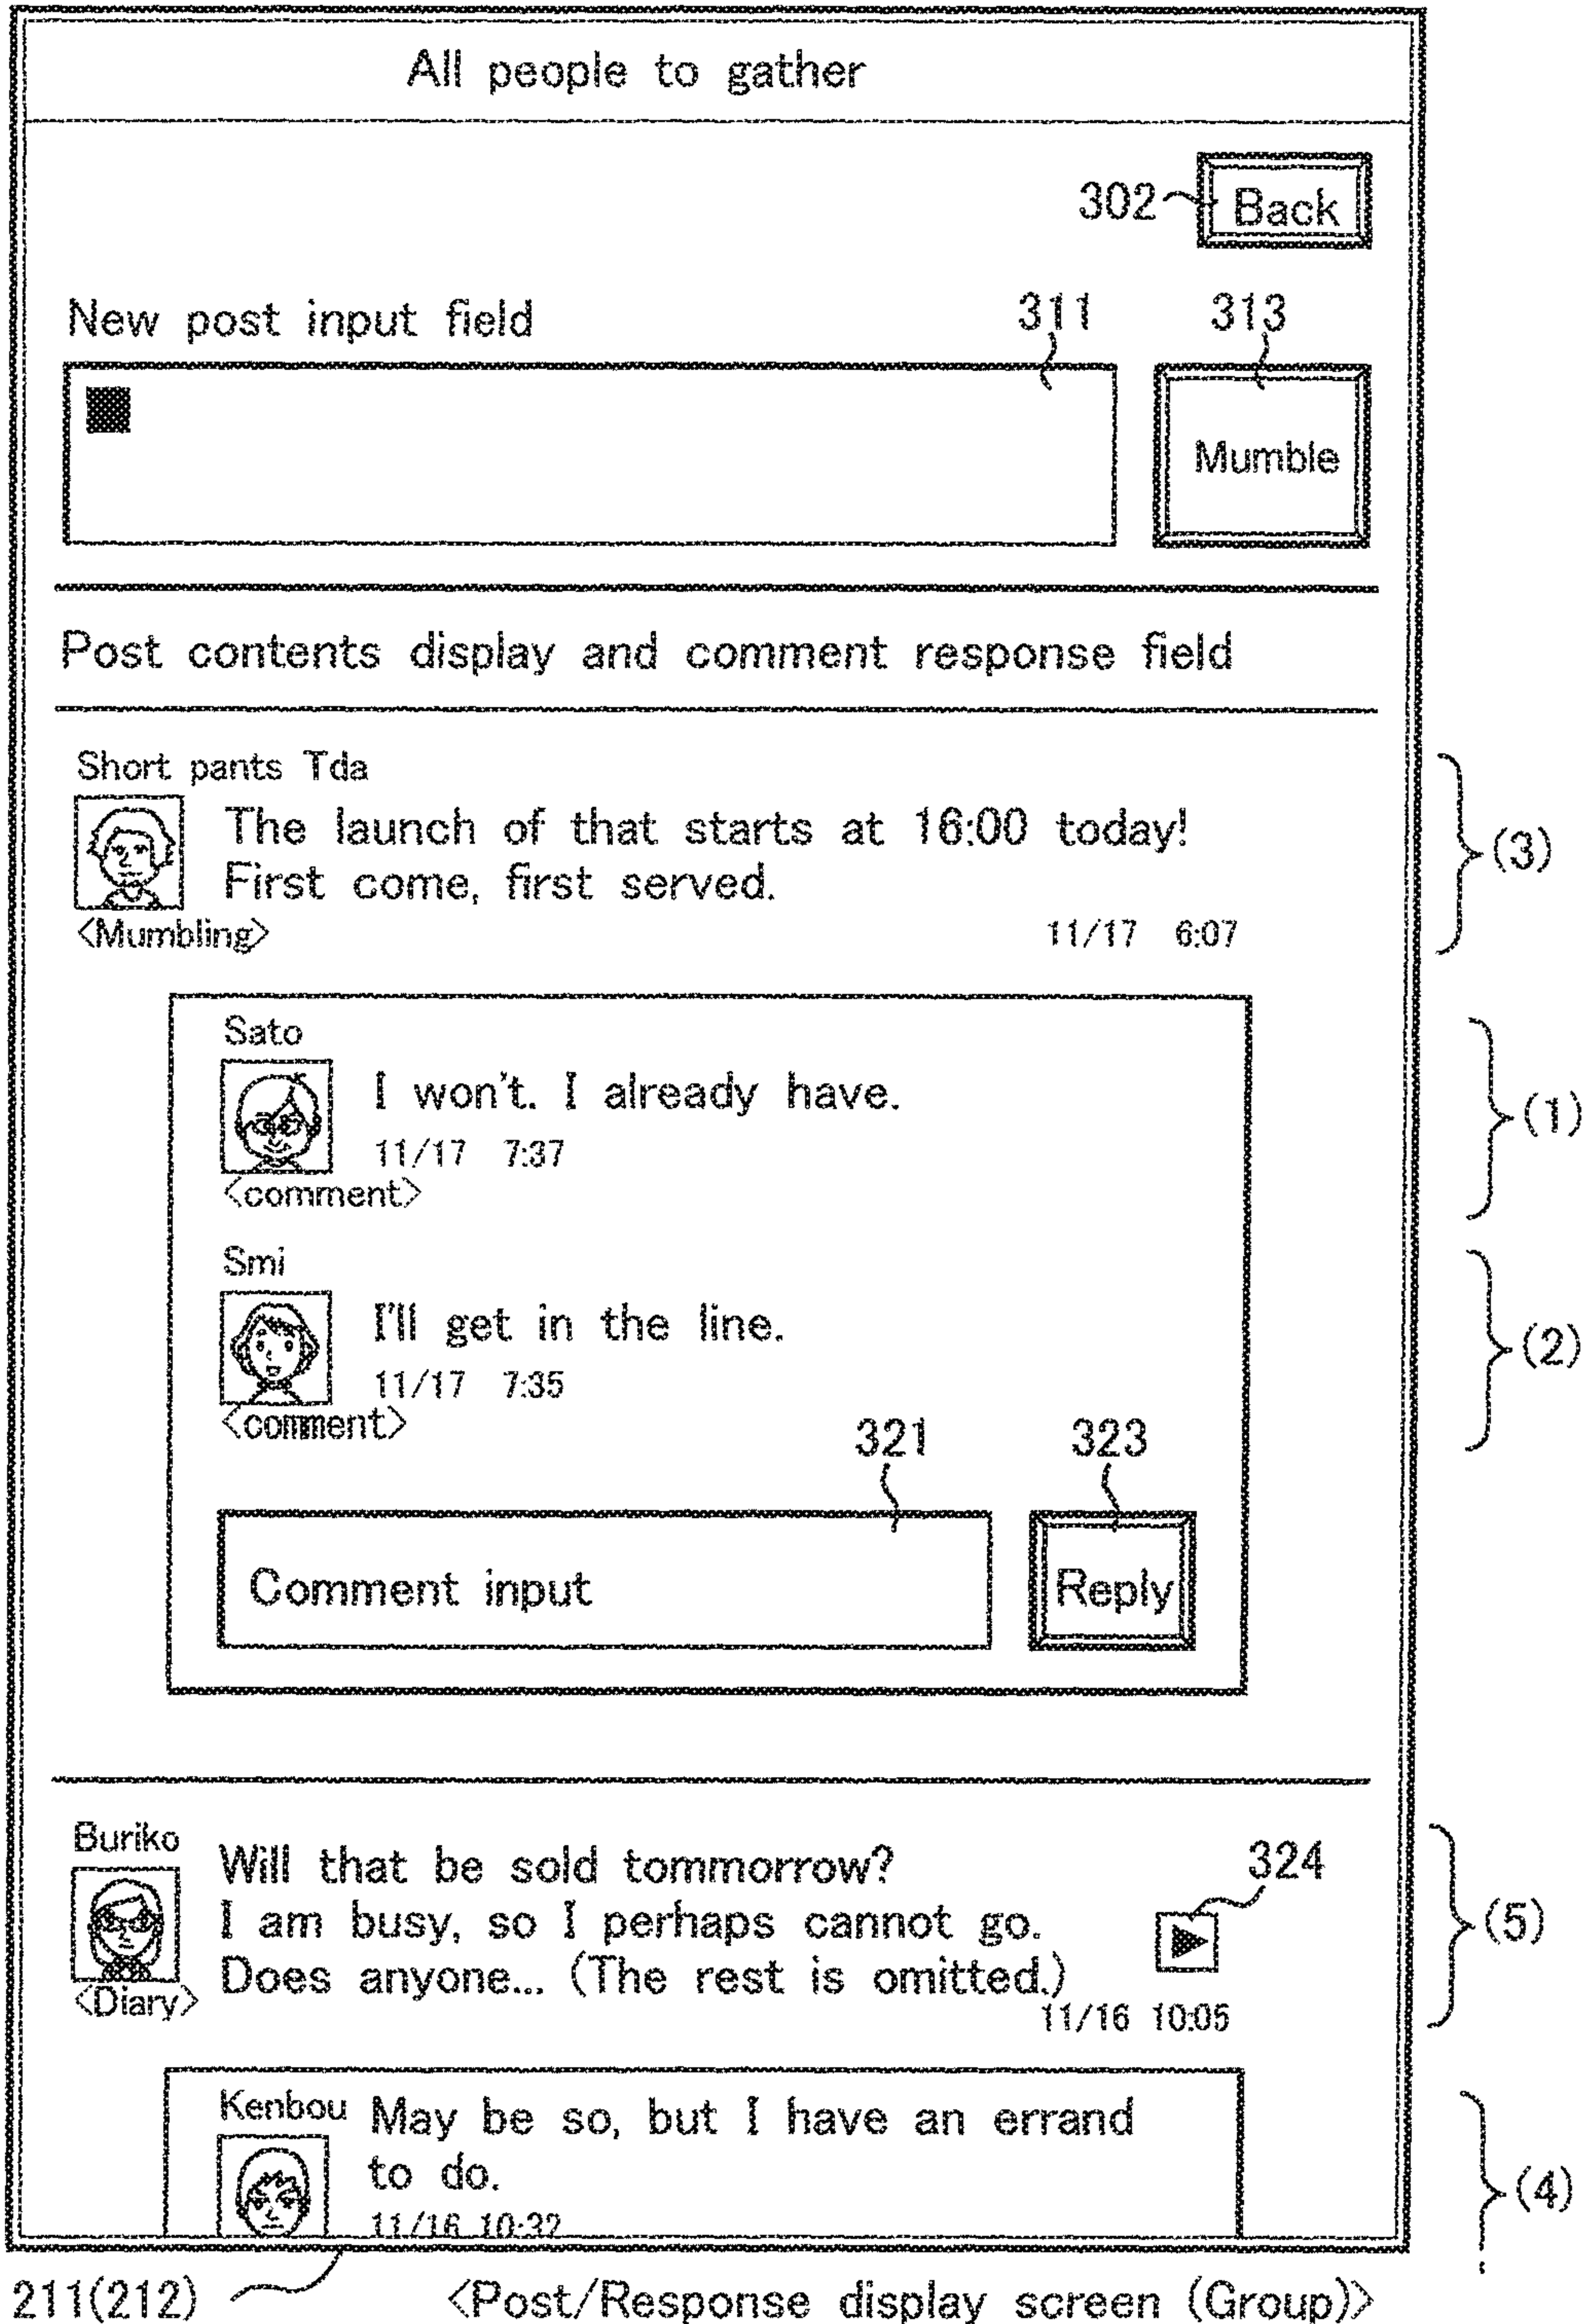 All people to gather
302 Back
New post input field 311 313
Mumble
Post contents display and comment response field
Short pants Tda
The launch of that starts at 16:00 today!
First come, first served.
(3)
<Mumbling> 11/17 6:07
Sato
I won't. I already have.
(1)
11/17 7:37
<comment>
Smi
I'll get in the line.
(2)
11/17 7:35
<comment>
321 323
Comment input Reply
Buriko
Will that be sold tommorrow?
324
I am busy, so I perhaps cannot go.
(5)
Does anyone... (The rest is omitted.)
<Diary>
11/16 10:05
Kenbou
May be so, but I have an errand
to do.
(4)
11/16 10:32
211(212) <Post/Response display screen (Group)>